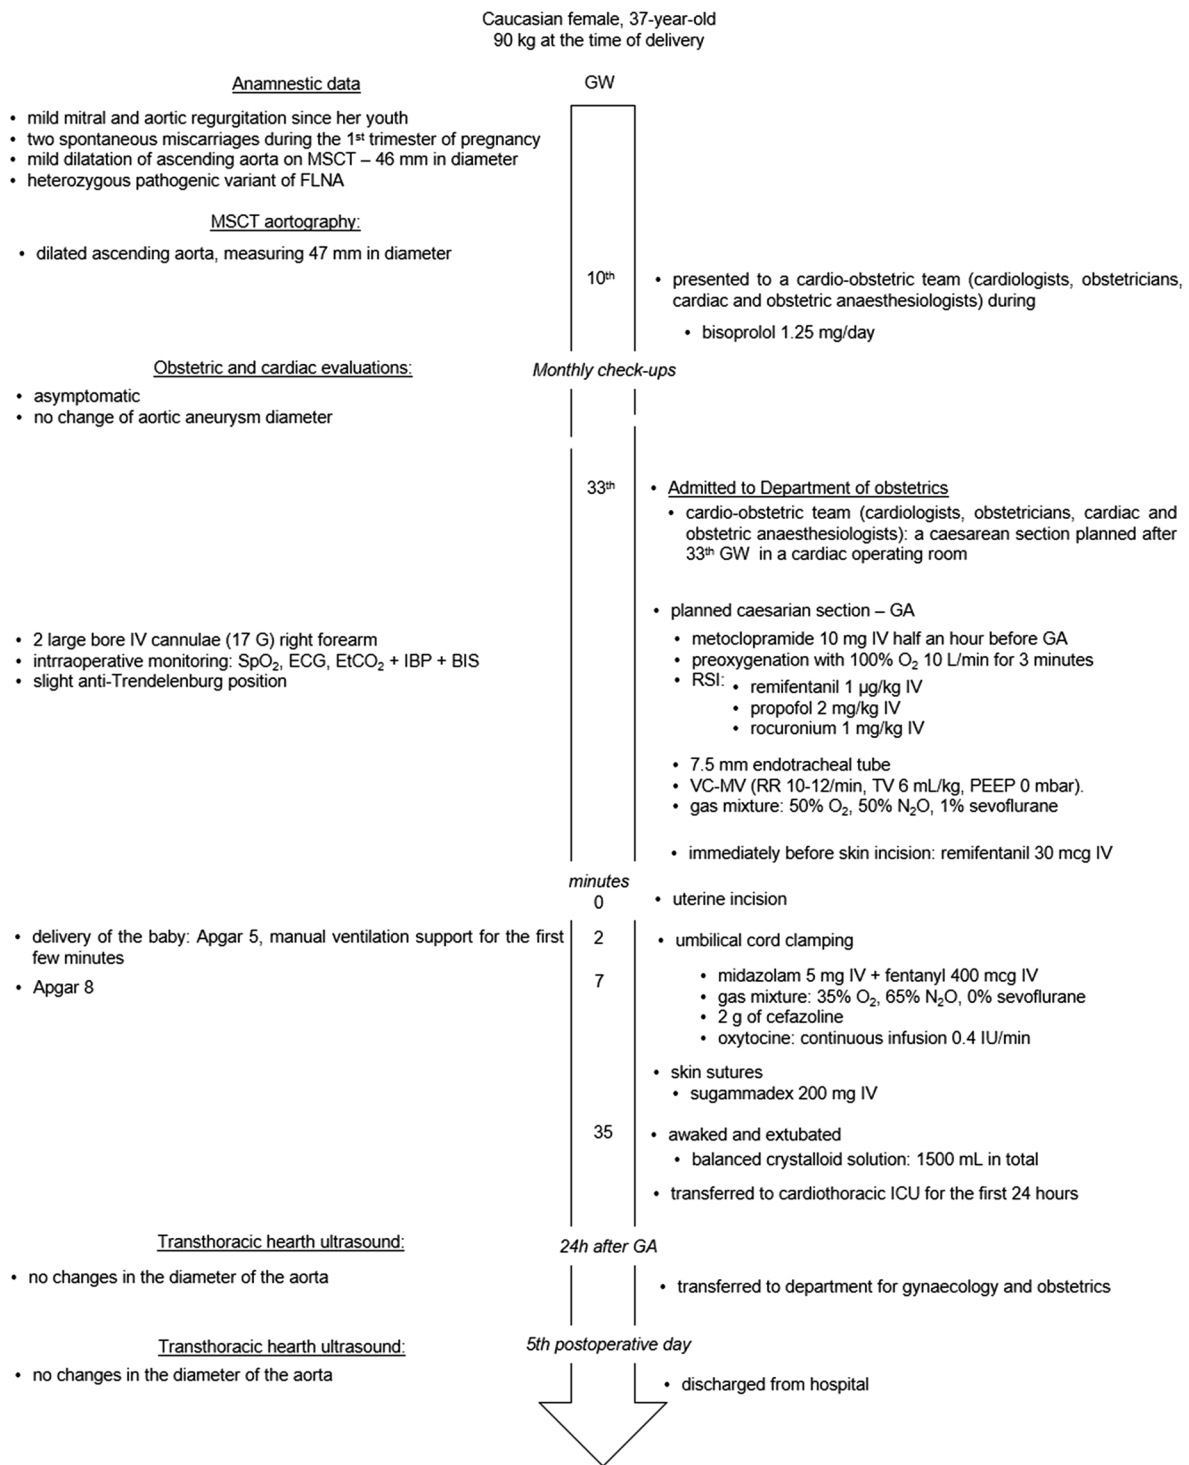 Caucasian female, 37-year-old
90 kg at the time of delivery
Anamnestic data
GW
• mild mitral and aortic regurgitation since her youth
• two spontaneous miscarriages during the 1st trimester of pregnancy
• mild dilatation of ascending aorta on MSCT – 46 mm in diameter
• heterozygous pathogenic variant of FLNA
MSCT aortography:
• dilated ascending aorta, measuring 47 mm in diameter
10th
• presented to a cardio-obstetric team (cardiologists, obstetricians,
cardiac and obstetric anaesthesiologists) during
• bisoprolol 1.25 mg/day
Obstetric and cardiac evaluations:
Monthly check-ups
• asymptomatic
• no change of aortic aneurysm diameter
33th
• Admitted to Department of obstetrics
• cardio-obstetric team (cardiologists, obstetricians, cardiac and
obstetric anaesthesiologists): a caesarean section planned after
33th GW in a cardiac operating room
• planned caesarian section – GA
• 2 large bore IV cannulae (17 G) right forearm
• intrraoperative monitoring: SpO2, ECG, EtCO2 + IBP + BIS
• slight anti-Trendelenburg position
• metoclopramide 10 mg IV half an hour before GA
• preoxygenation with 100% O2 10 L/min for 3 minutes
• RSI:
• remifentanil 1 µg/kg IV
• propofol 2 mg/kg IV
• rocuronium 1 mg/kg IV
• 7.5 mm endotracheal tube
• VC-MV (RR 10-12/min, TV 6 mL/kg, PEEP 0 mbar).
• gas mixture: 50% O2, 50% N2O, 1% sevoflurane
• immediately before skin incision: remifentanil 30 mcg IV
minutes
0
• uterine incision
• delivery of the baby: Apgar 5, manual ventilation support for the first
few minutes
2
• umbilical cord clamping
7
• Apgar 8
• midazolam 5 mg IV + fentanyl 400 mcg IV
• gas mixture: 35% O2, 65% N2O, 0% sevoflurane
• 2 g of cefazoline
• oxytocine: continuous infusion 0.4 IU/min
• skin sutures
• sugammadex 200 mg IV
35
• awaked and extubated
• balanced crystalloid solution: 1500 mL in total
• transferred to cardiothoracic ICU for the first 24 hours
Transthoracic hearth ultrasound:
24h after GA
• no changes in the diameter of the aorta
• transferred to department for gynaecology and obstetrics
Transthoracic hearth ultrasound:
5th postoperative day
• no changes in the diameter of the aorta
• discharged from hospital